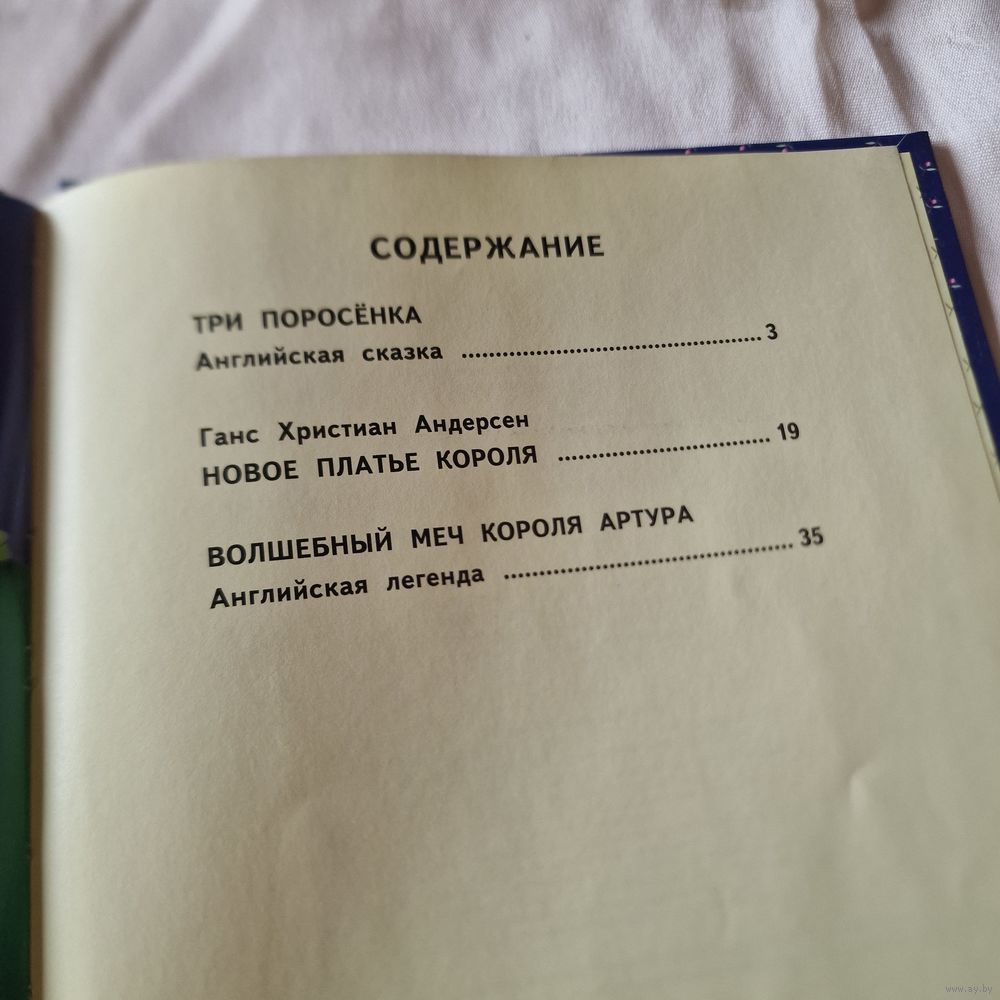 СОДЕРЖАНИЕ
ТРИ ПОРОСЁНКА
Английская сказка ........................................... 3
Ганс Христиан Андерсен
НОВОЕ ПЛАТЬЕ КОРОЛЯ ............................... 19
ВОЛШЕБНЫЙ МЕЧ КОРОЛЯ АРТУРА
Английская легенда .......................................... 35
www.ay.by